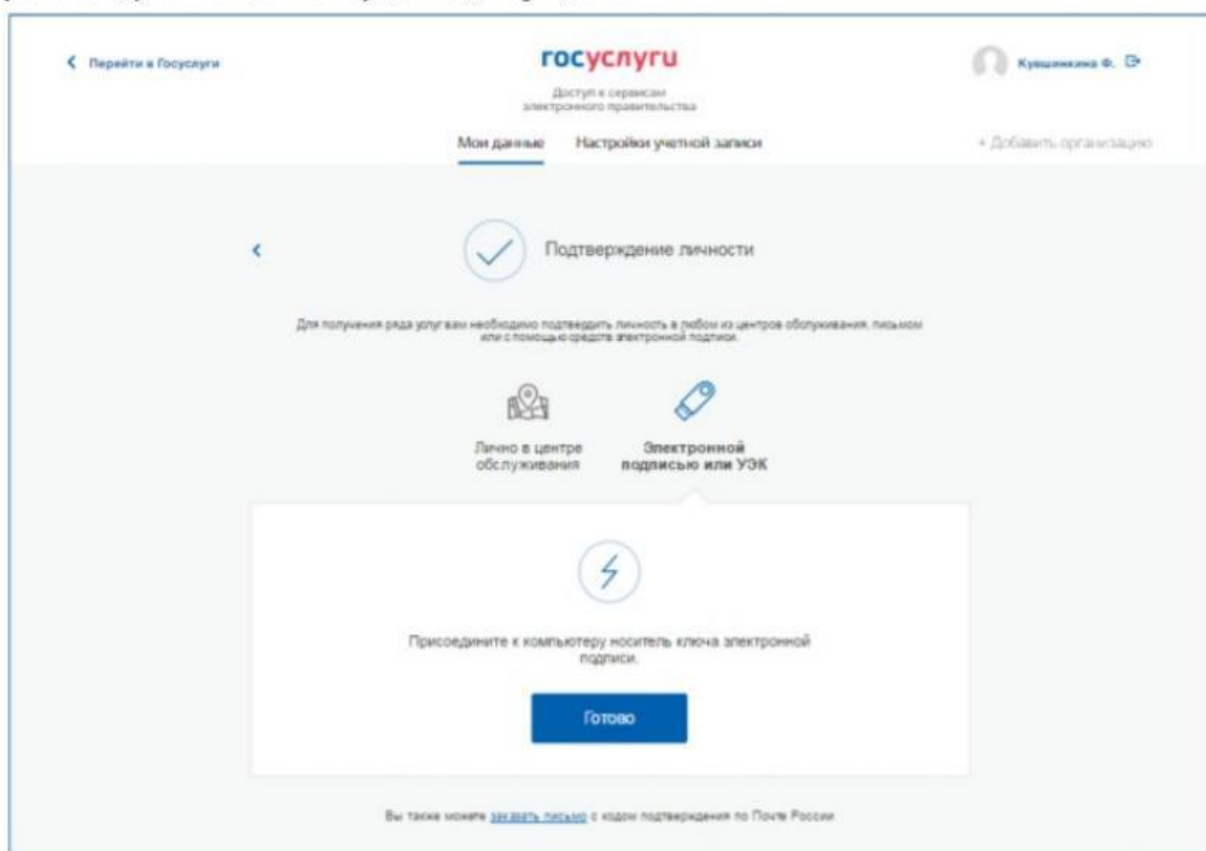 Перейти в Госуслуги
госуслуги
Кувшинкина Ф.
Доступ к сервисам
электронного правительства
Мои данные Настройки учетной записи + Добавить организацию
Подтверждение личности
Для получения ряда услуг вам необходимо подтвердить личность в любом из центров обслуживания, письмом
или с помощью средств электронной подписи.
Лично в центре
обслуживания
Электронной
подписью или УЭК
Присоедините к компьютеру носитель ключа электронной
подписи.
Готово
Вы также можете заказать письмо с кодом подтверждения по Почте России